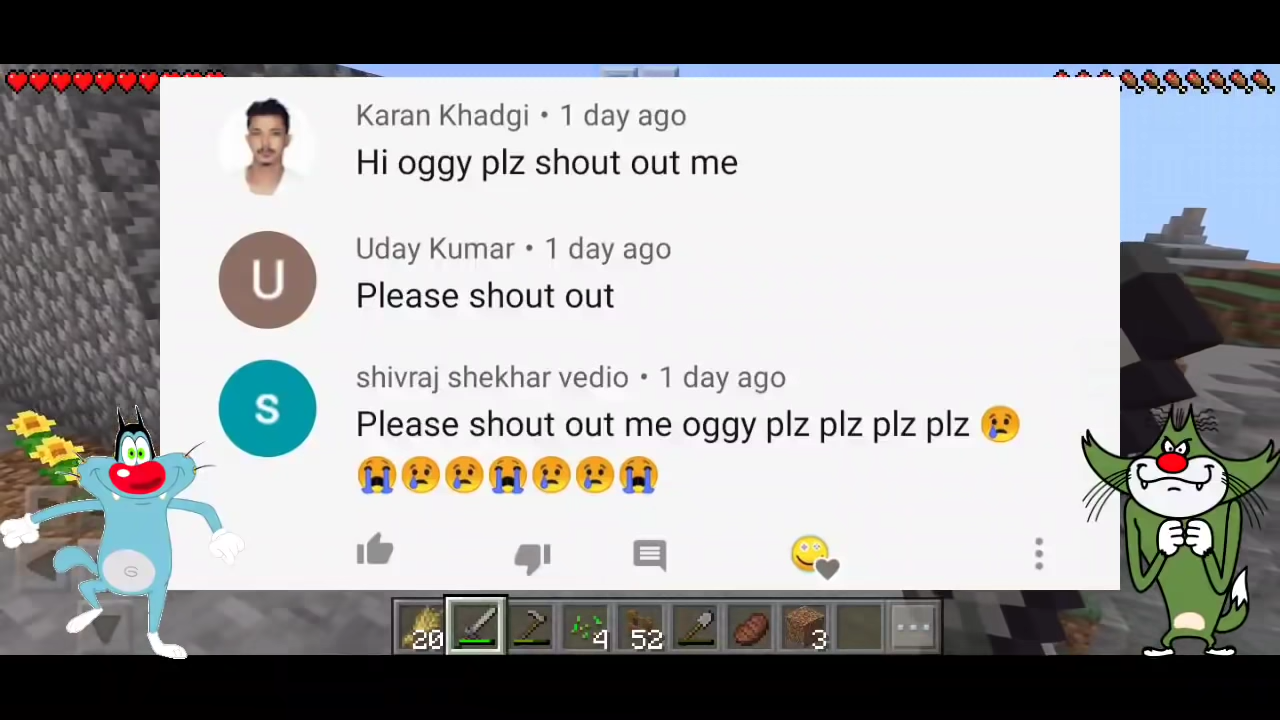 Karan Khadgi • 1 day ago
Hi oggy plz shout out me
U
Uday Kumar • 1 day ago
Please shout out
S
shivraj shekhar vedio • 1 day ago
Please shout out me oggy plz plz plz plz 😢
😭😢😢😭😢😢😭
20 4 52 3